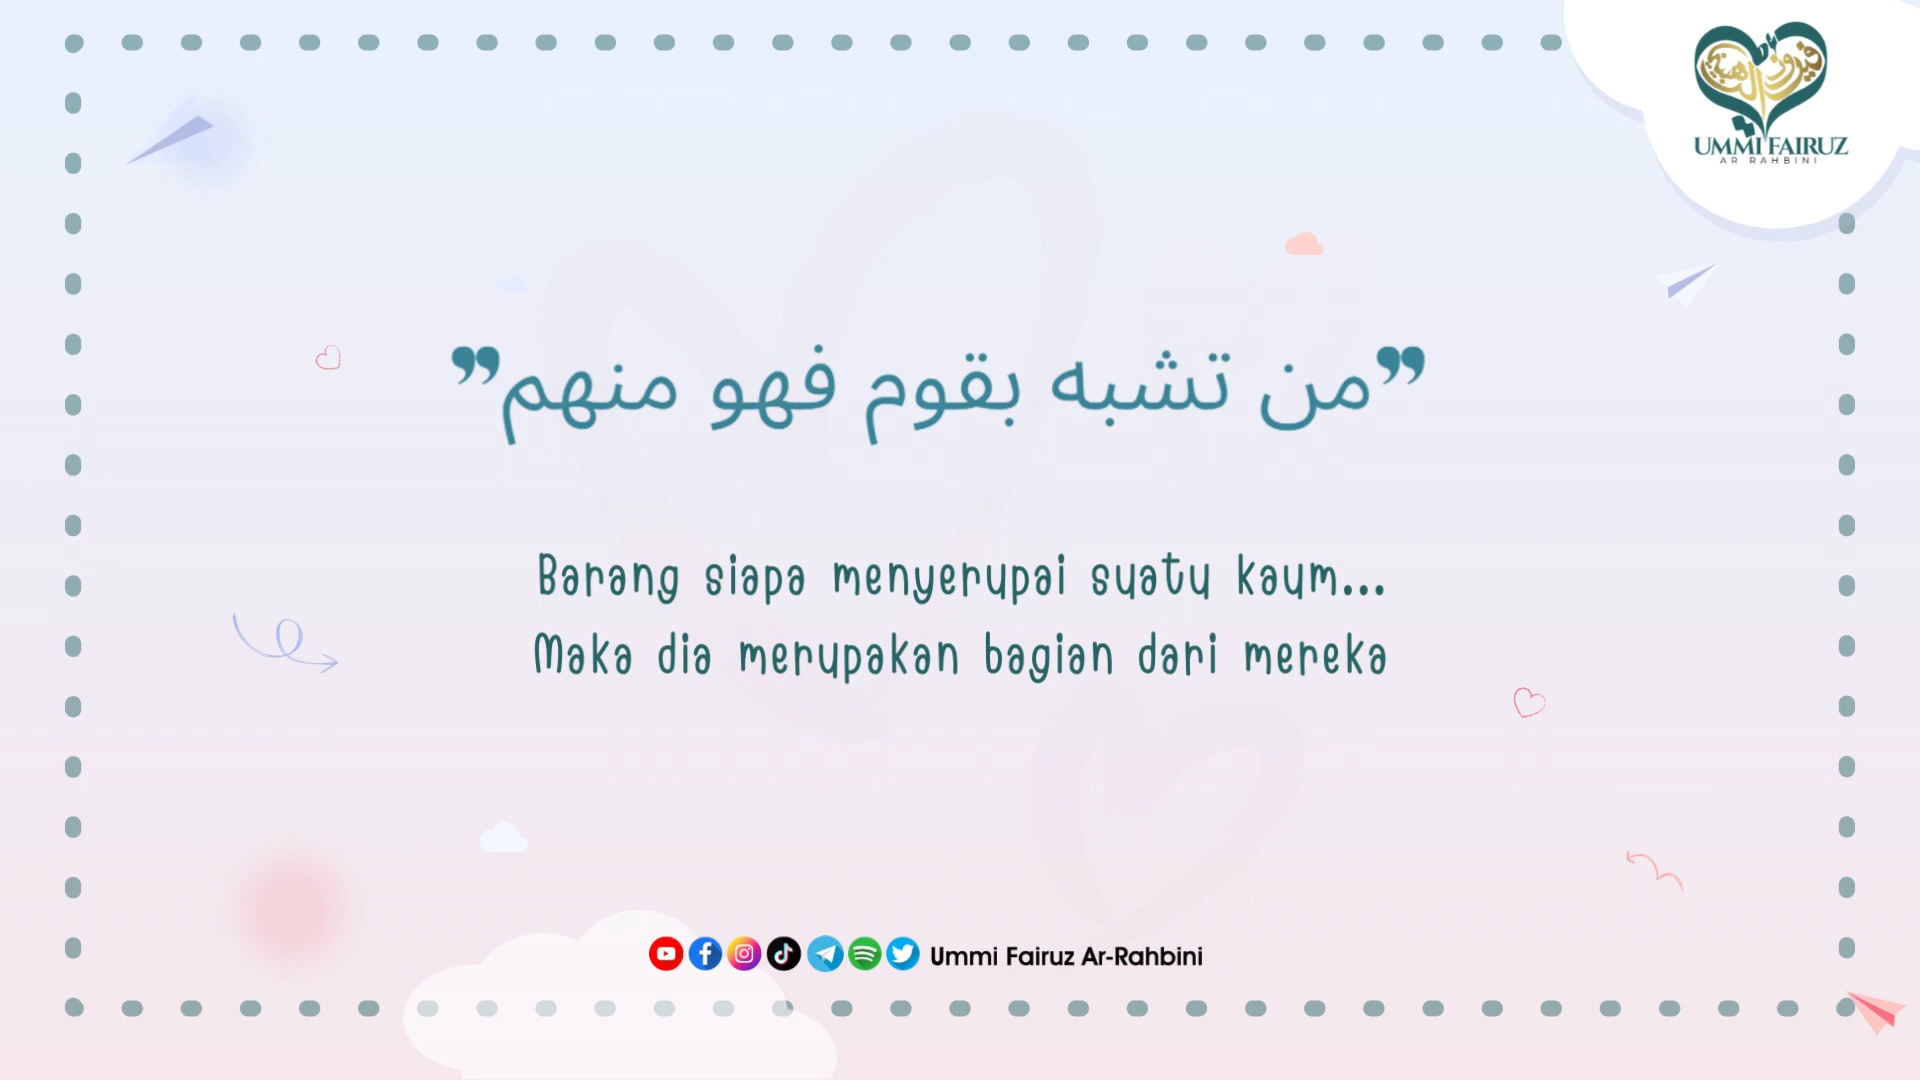 UMMI FAIRUZ
AR RAHBINI
”من تشبه بقوم فهو منهم”
Barang siapa menyerupai suatu kaum...
Maka dia merupakan bagian dari mereka
Ummi Fairuz Ar-Rahbini